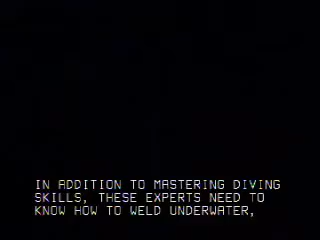 IN ADDITION TO MASTERING DIVING
SKILLS, THESE EXPERTS NEED TO
KNOW HOW TO WELD UNDERWATER,